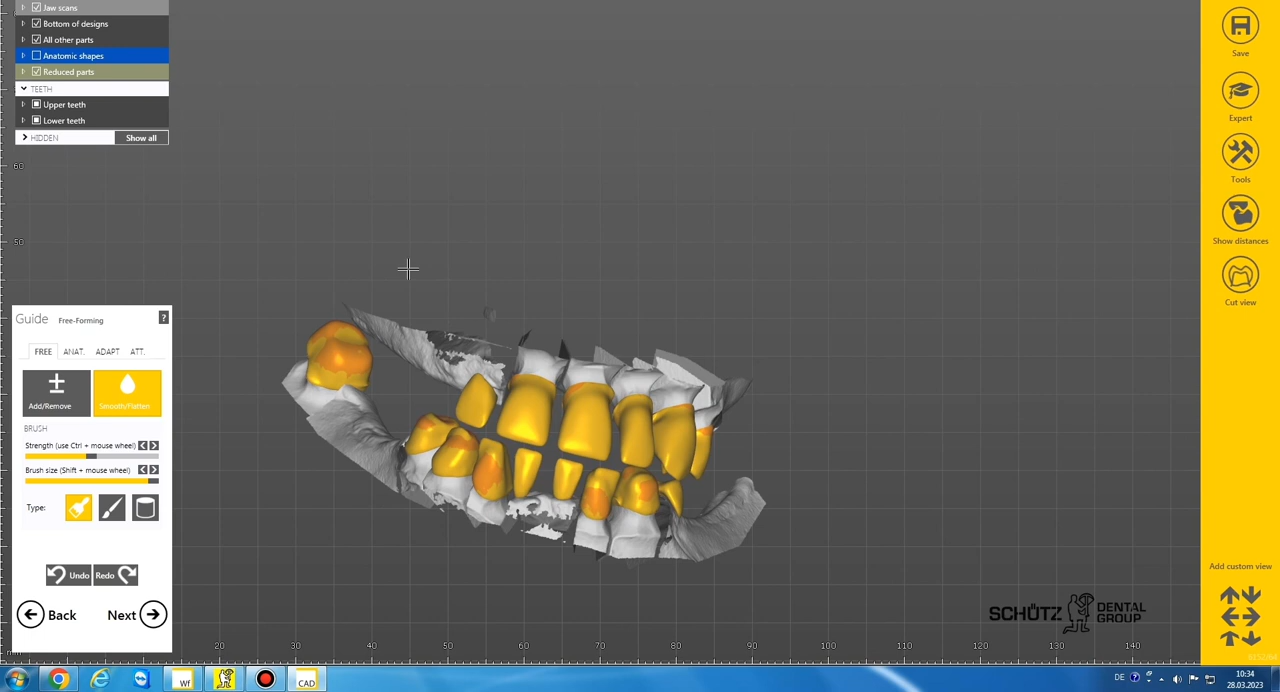 Jaw scans
Bottom of designs
All other parts
Anatomic shapes
Reduced parts
TEETH
Upper teeth
Lower teeth
HIDDEN Show all
60
50
Guide Free-Forming ?
FREE ANAT. ADAPT ATT.
Add/Remove Smooth/Flatten
BRUSH
Strength (use Ctrl + mouse wheel)
Brush size (Shift + mouse wheel)
Type:
Undo Redo
Back Next
20 30 40 50 60 70 80 90 100 110 120 130 140
Save
Expert
Tools
Show distances
Cut view
Add custom view
SCHÜTZ DENTAL
GROUP
Wf CAD
DE
10:34
28.03.2023